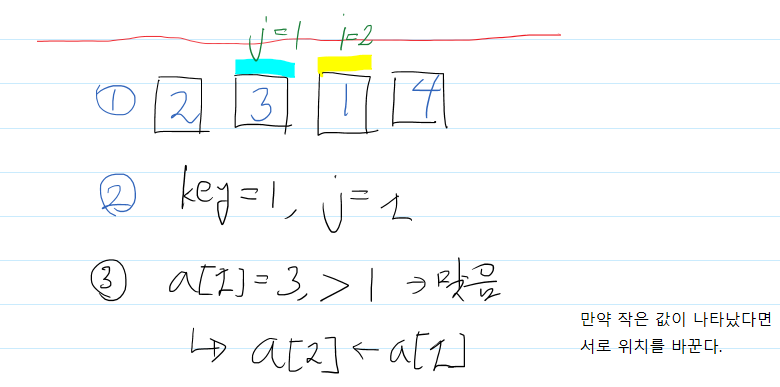 j=1 i=2
① 2 3 1 4
② key=1, j=1
③ a[1]=3, > 1 → 맞음
↳ a[2] ← a[1]
만약 작은 값이 나타났다면
서로 위치를 바꾼다.